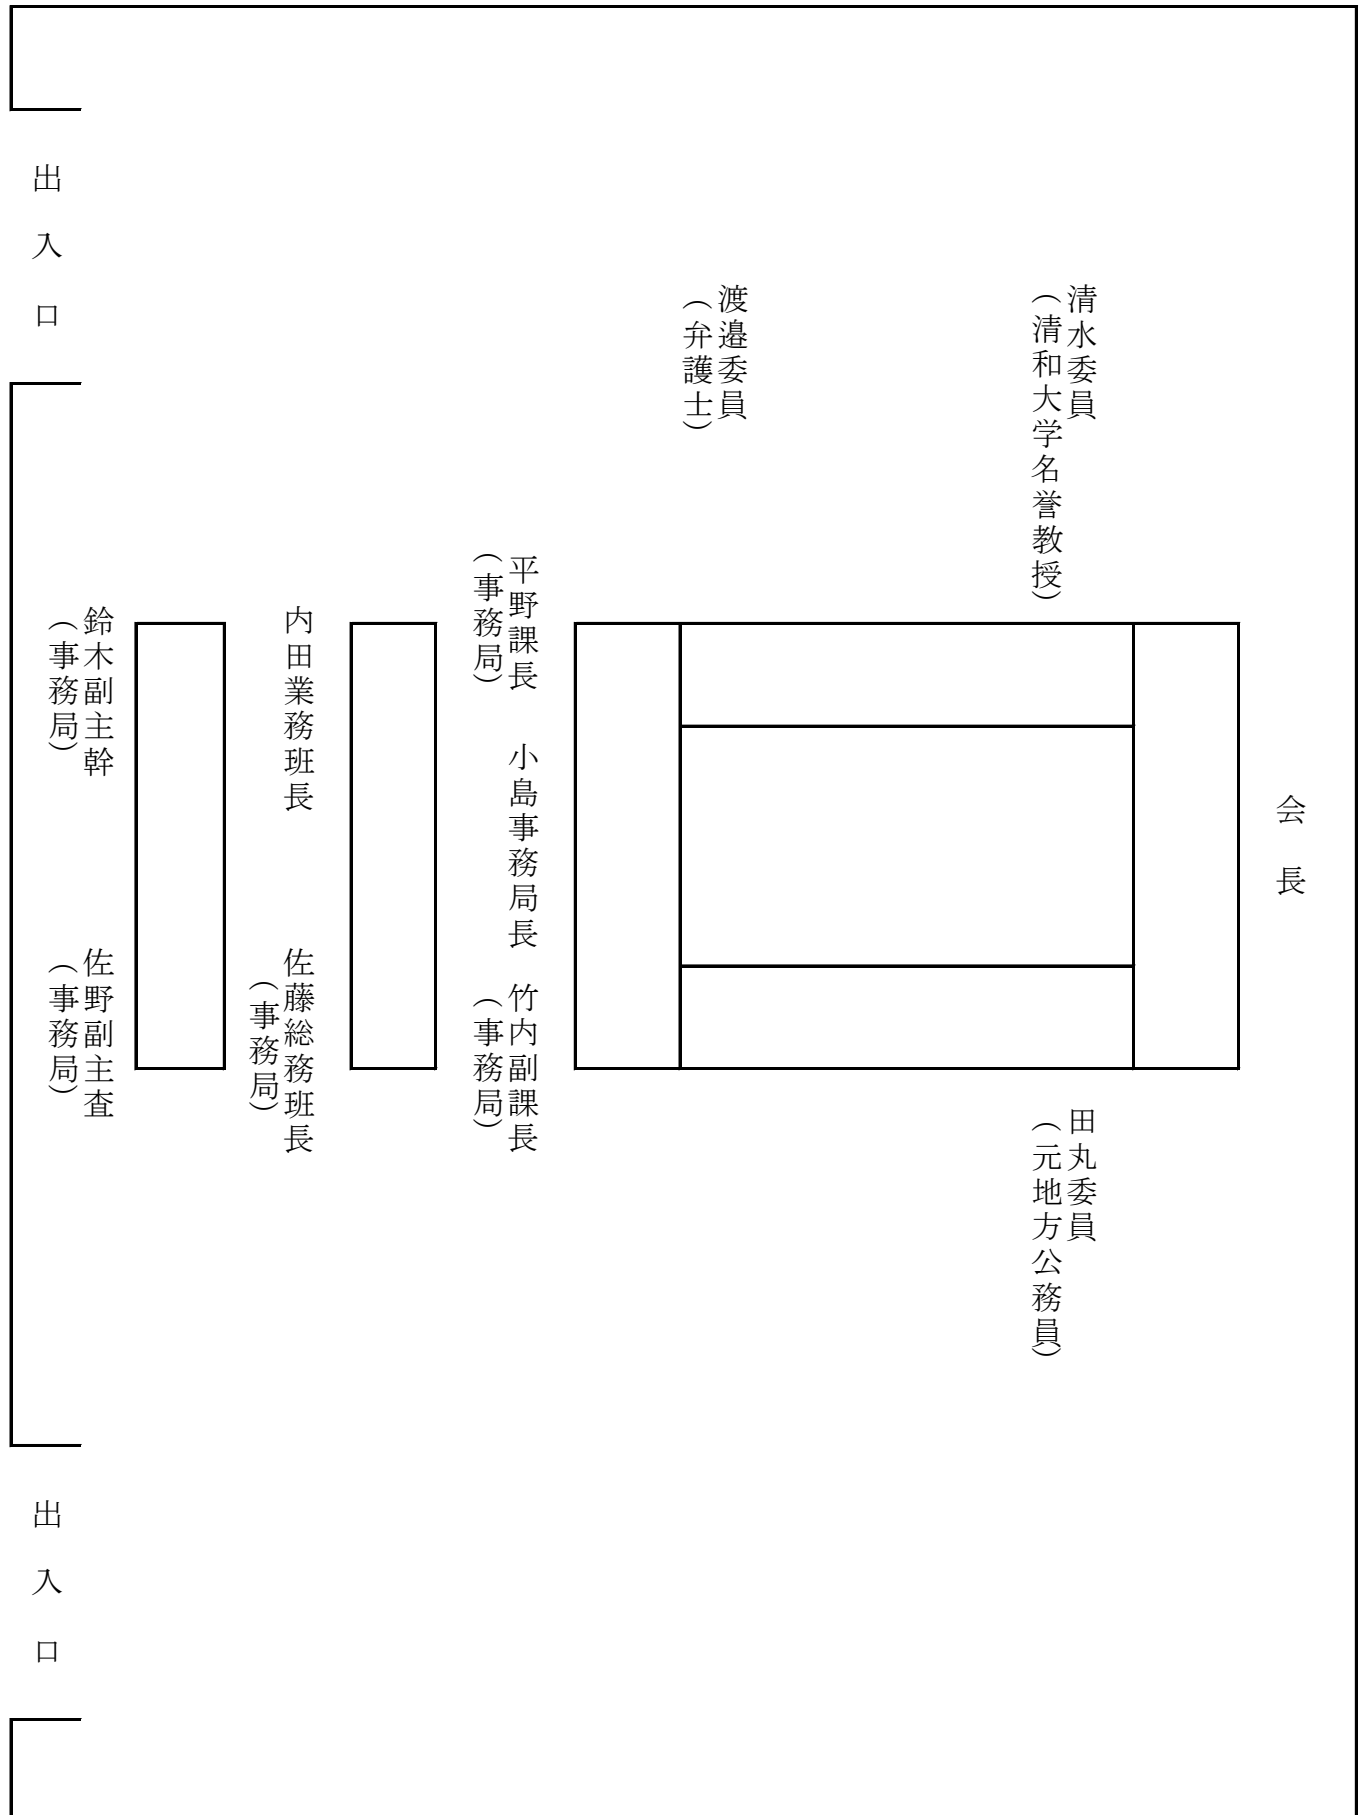 会長
清水委員
（清和大学名誉教授）
田丸委員
（元地方公務員）
渡邉委員
（弁護士）
平野課長
（事務局）
小島事務局長
竹内副課長
（事務局）
内田業務班長
佐藤総務班長
（事務局）
鈴木副主幹
（事務局）
佐野副主査
（事務局）
出入口
出入口